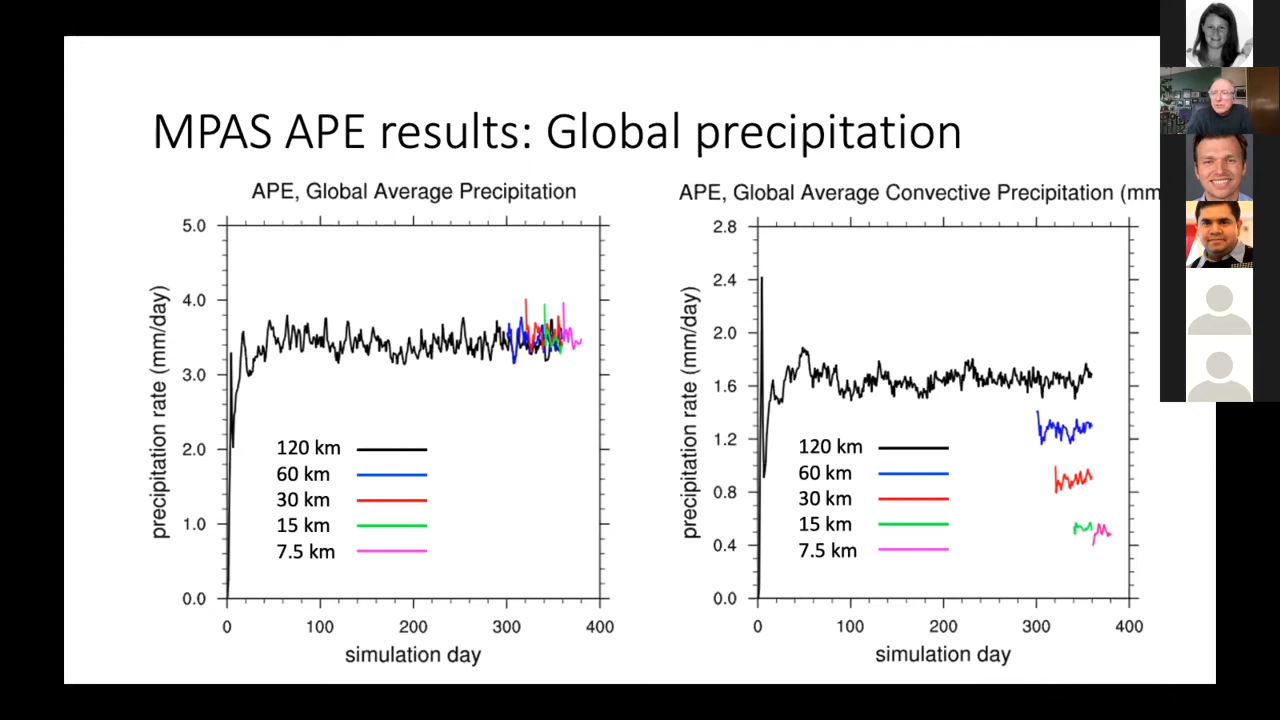 MPAS APE results: Global precipitation
APE, Global Average Precipitation
5.0
4.0
3.0
2.0
1.0
0.0
precipitation rate (mm/day)
120 km
60 km
30 km
15 km
7.5 km
0 100 200 300 400
simulation day
APE, Global Average Convective Precipitation (mm
2.8
2.4
2.0
1.6
1.2
0.8
0.4
0.0
precipitation rate (mm/day)
120 km
60 km
30 km
15 km
7.5 km
0 100 200 300 400
simulation day